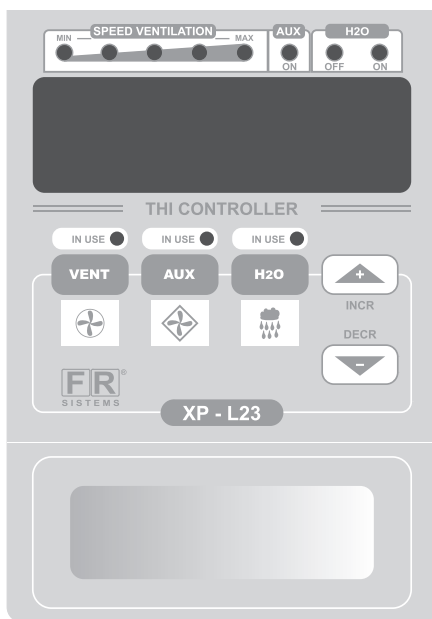 SPEED VENTILATION AUX H2O
MIN MAX
ON OFF ON
THI CONTROLLER
IN USE IN USE IN USE
VENT AUX H2O +
INCR
DECR
FR®
SISTEMS
-
XP - L23